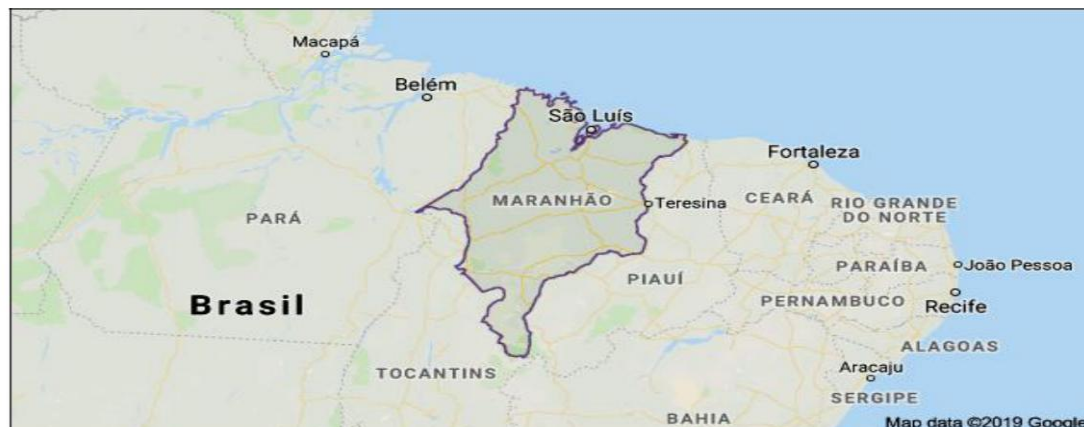 Macapá
Belém
São Luís
Fortaleza
MARANHÃO
Teresina
CEARÁ
RIO GRANDE
DO NORTE
PARÁ
PARAÍBA
João Pessoa
PIAUÍ
Brasil
PERNAMBUCO
Recife
ALAGOAS
TOCANTINS
Aracaju
SERGIPE
BAHIA
Map data ©2019 Google